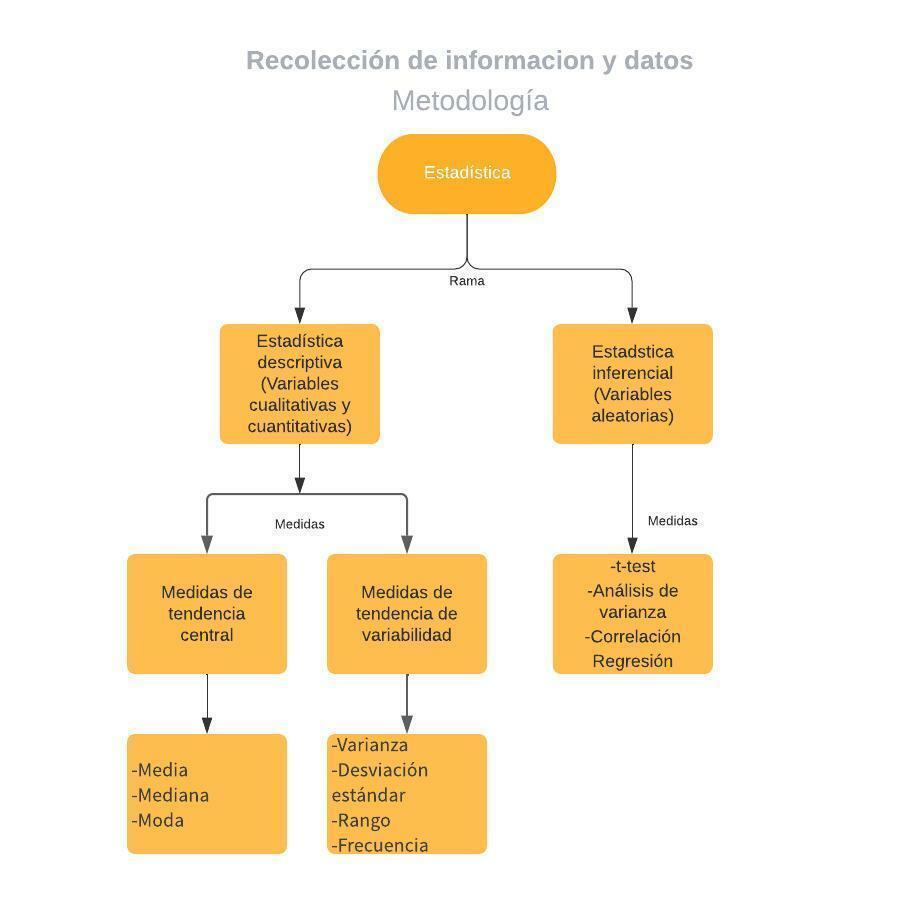 Recolección de informacion y datos
Metodología
Estadística
Rama
Estadística
descriptiva
(Variables
cualitativas y
cuantitativas)
Estadstica
inferencial
(Variables
aleatorias)
Medidas
Medidas
Medidas de
tendencia
central
Medidas de
tendencia de
variabilidad
-t-test
-Análisis de
varianza
-Correlación
Regresión
-Media
-Mediana
-Moda
-Varianza
-Desviación
estándar
-Rango
-Frecuencia